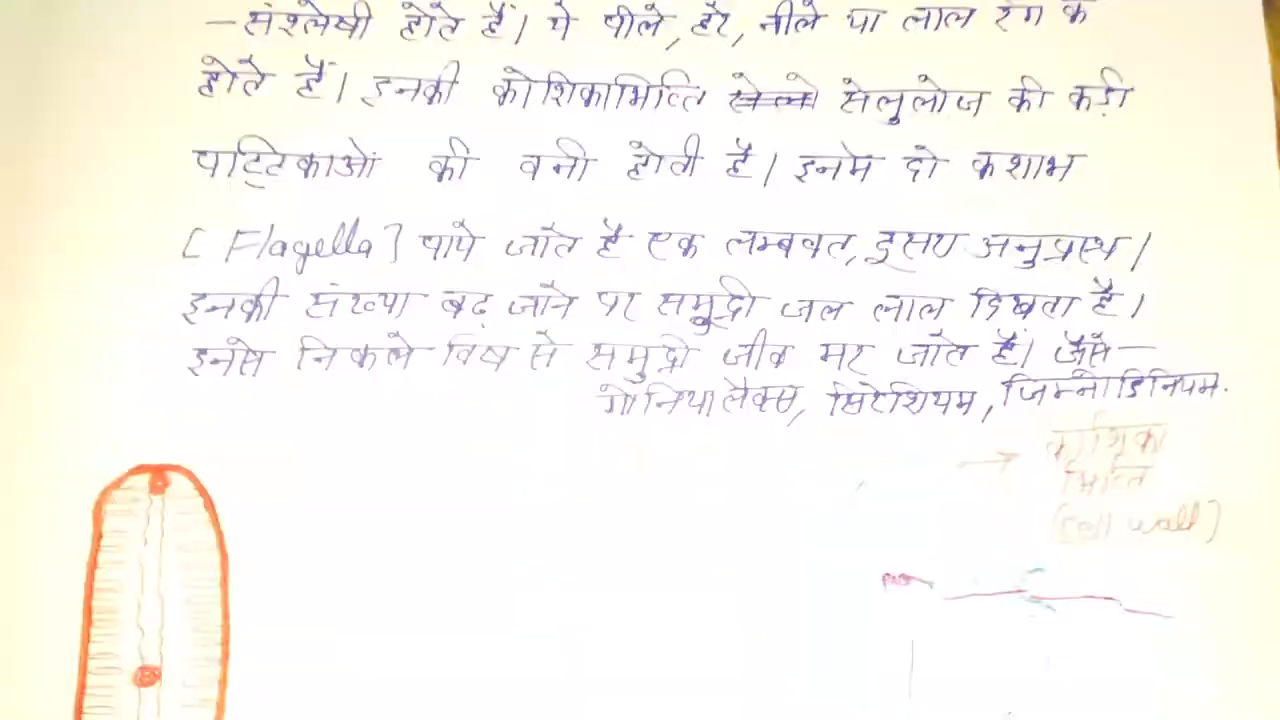 -संश्लेषी होते हैं। ये पीले, हरे, नीले या लाल रंग के
होते हैं। इनकी कोशिकाभित्ति सेलुलोज की कड़ी
पट्टिकाओं की बनी होती है। इनमे दो कशाभ
[Flagella] पाये जाते है एक लम्बवत, दुसरा अनुप्रस्थ।
इनकी संख्या बढ़ जाने पर समुद्री जल लाल दिखता है।
इनसे निकले विष से समुद्री जीव मर जाते हैं। जैसे-
गोनियालैक्स, सिरेशियम, जिम्नोडिनियम.
कोशिका
भित्ति
(cell wall)